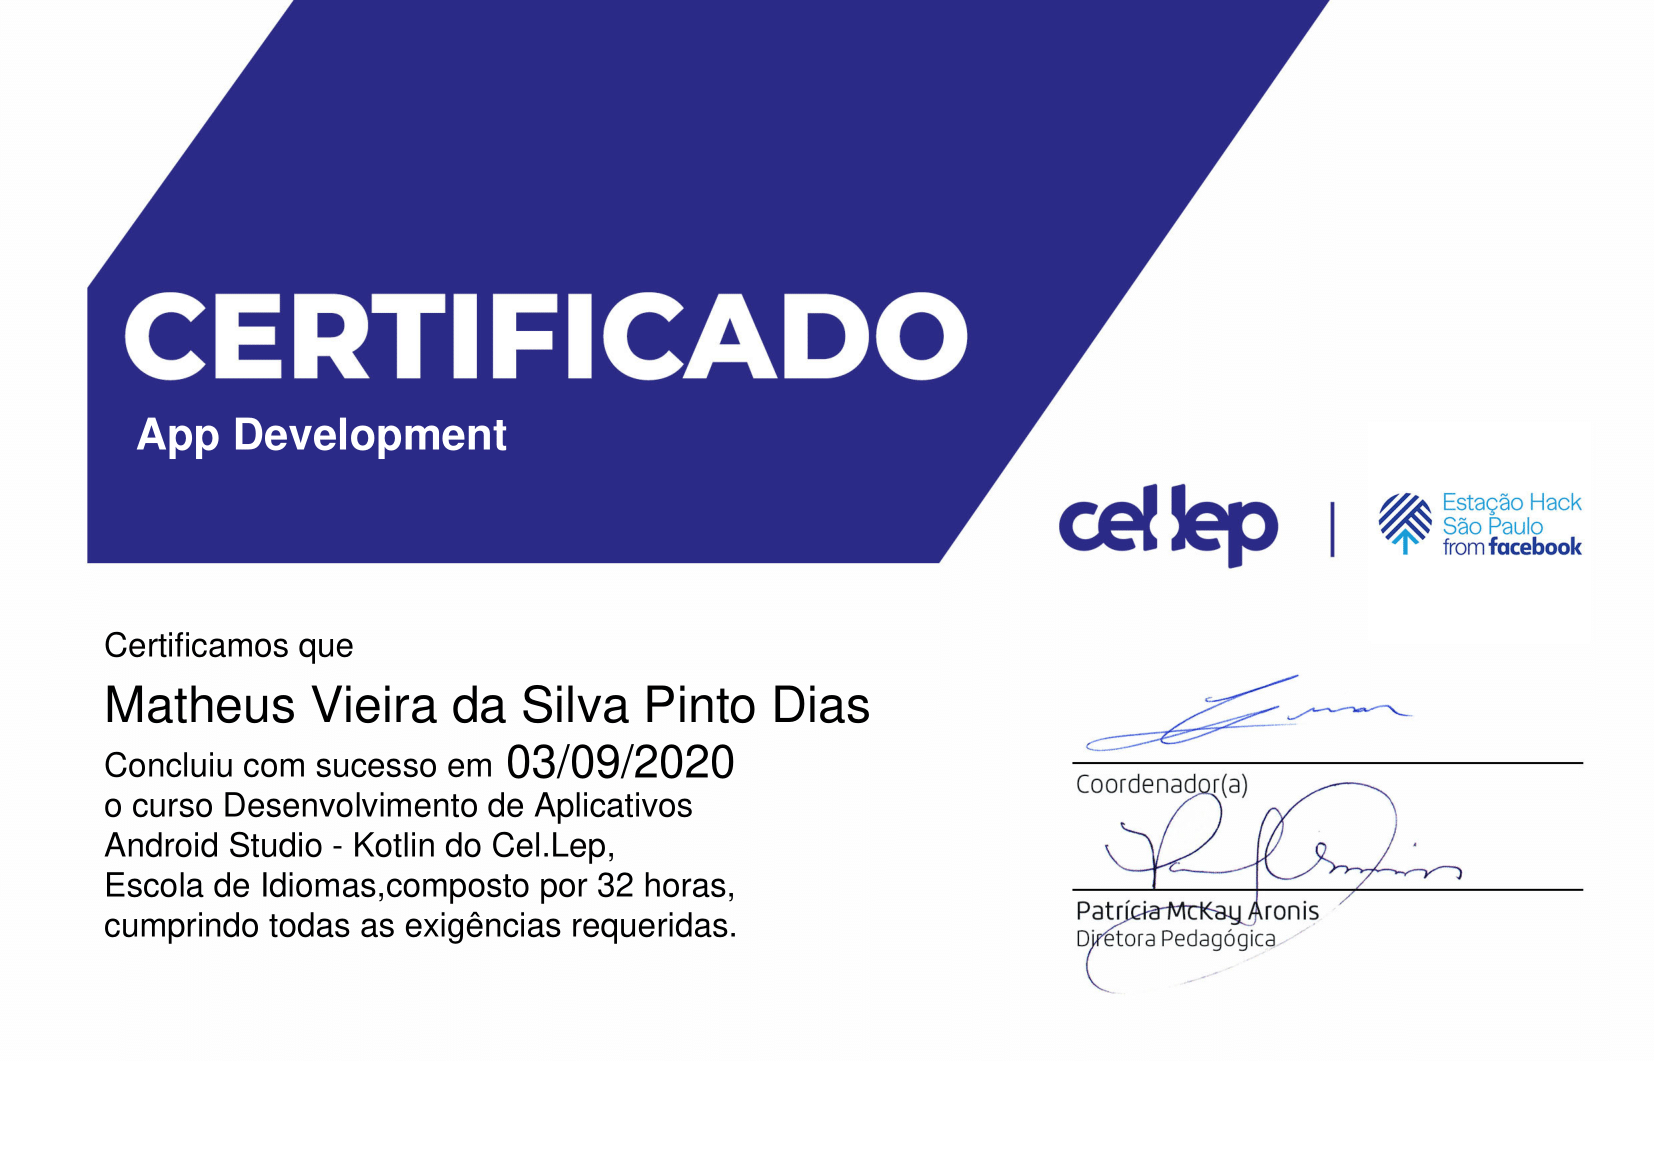 CERTIFICADO
App Development
cellep
Estação Hack
São Paulo
from facebook
Certificamos que
Matheus Vieira da Silva Pinto Dias
Concluiu com sucesso em 03/09/2020
o curso Desenvolvimento de Aplicativos
Android Studio - Kotlin do Cel.Lep,
Escola de Idiomas,composto por 32 horas,
cumprindo todas as exigências requeridas.
Coordenador(a)
Patrícia McKay Aronis
Diretora Pedagógica